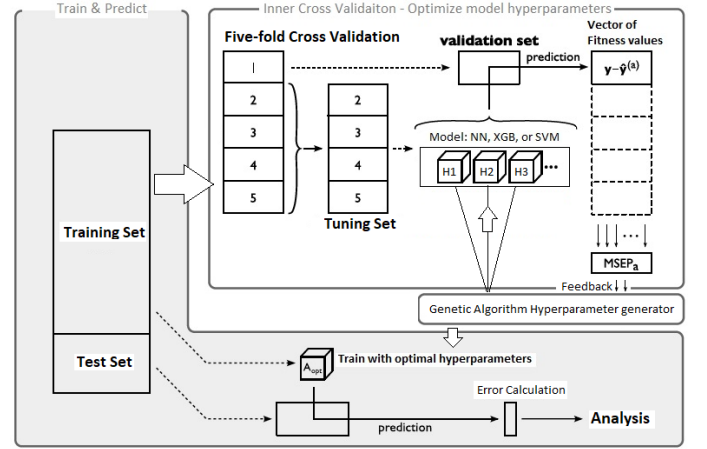 Train & Predict
Inner Cross Validaiton - Optimize model hyperparameters
Five-fold Cross Validation
validation set
Vector of
Fitness values
prediction
1
y-ŷ(a)
2
3
4
5
2
3
4
5
Model: NN, XGB, or SVM
H1
H2
H3
...
Tuning Set
...
MSEPa
Feedback
Genetic Algorithm Hyperparameter generator
Training Set
Test Set
Aopt
Train with optimal hyperparameters
Error Calculation
prediction
Analysis